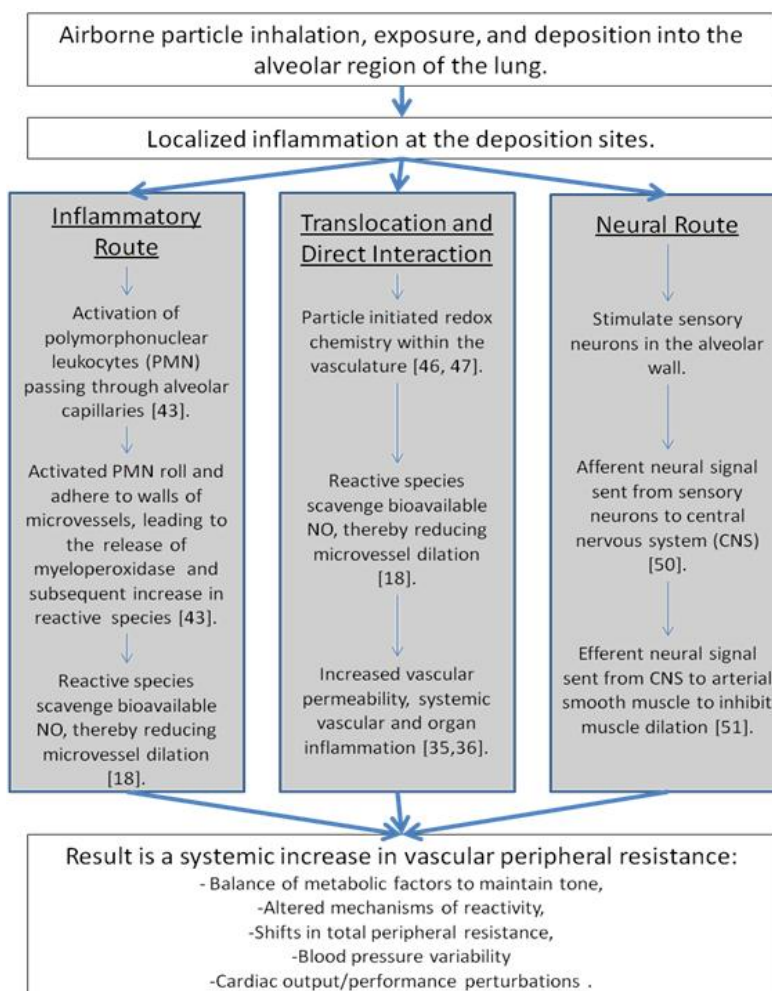 Airborne particle inhalation, exposure, and deposition into the
alveolar region of the lung.
Localized inflammation at the deposition sites.
Inflammatory
Route
Activation of
polymorphonuclear
leukocytes (PMN)
passing through alveolar
capillaries [43].
Activated PMN roll and
adhere to walls of
microvessels, leading to
the release of
myeloperoxidase and
subsequent increase in
reactive species [43].
Reactive species
scavenge bioavailable
NO, thereby reducing
microvessel dilation
[18].
Translocation and
Direct Interaction
Particle initiated redox
chemistry within the
vasculature [46, 47].
Reactive species
scavenge bioavailable
NO, thereby reducing
microvessel dilation
[18].
Increased vascular
permeability, systemic
vascular and organ
inflammation [35,36].
Neural Route
Stimulate sensory
neurons in the alveolar
wall.
Afferent neural signal
sent from sensory
neurons to central
nervous system (CNS)
[50].
Efferent neural signal
sent from CNS to arterial
smooth muscle to inhibit
muscle dilation [51].
Result is a systemic increase in vascular peripheral resistance:
- Balance of metabolic factors to maintain tone,
-Altered mechanisms of reactivity,
-Shifts in total peripheral resistance,
-Blood pressure variability
-Cardiac output/performance perturbations .